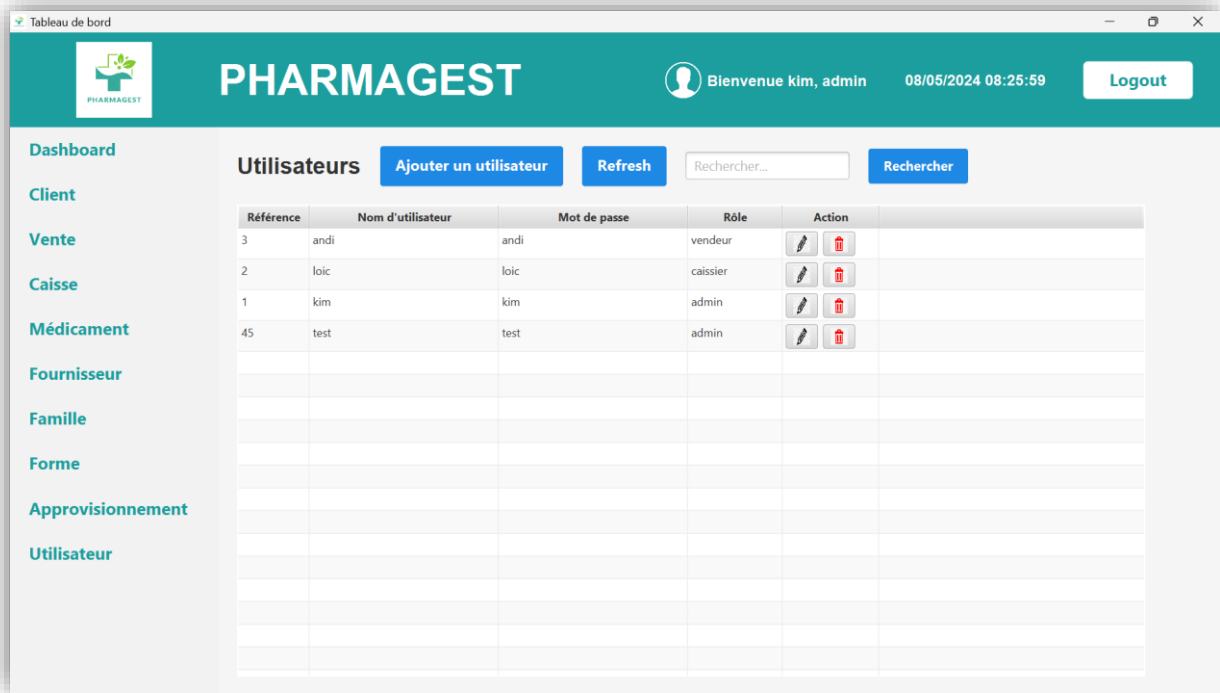 Tableau de bord
PHARMAGEST
PHARMAGEST
Bienvenue kim, admin
08/05/2024 08:25:59
Logout
Dashboard
Client
Vente
Caisse
Médicament
Fournisseur
Famille
Forme
Approvisionnement
Utilisateur
Utilisateurs Ajouter un utilisateur Refresh Rechercher... Rechercher
Référence Nom d'utilisateur Mot de passe Rôle Action
3 andi andi vendeur
2 loic loic caissier
1 kim kim admin
45 test test admin